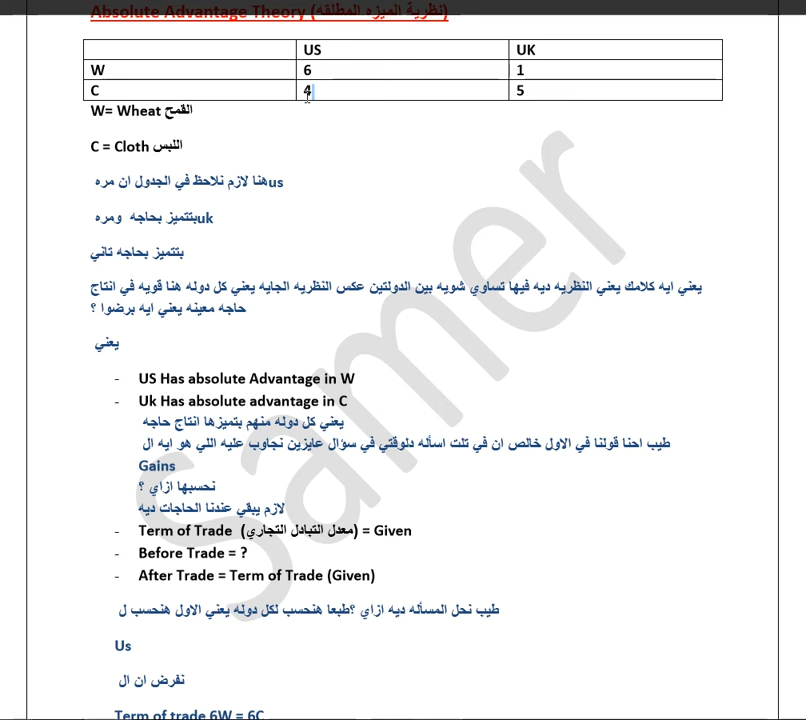 Absolute Advantage Theory (نظرية الميزه المطلقه)
US UK
W 6 1
C 4 5
W= Wheat القمح
C = Cloth اللبس
هنا لازم نلاحظ في الجدول ان مره us
بتتميز بحاجه ومره uk
بتتميز بحاجه تاني
يعني ايه كلامك يعني النظريه ديه فيها تساوي شويه بين الدولتين عكس النظريه الجايه يعني كل دوله هنا قويه في انتاج
حاجه معينه يعني ايه برضوا ؟
يعني
- US Has absolute Advantage in W
- Uk Has absolute advantage in C
يعني كل دوله منهم بتميزها انتاج حاجه
طيب احنا قولنا في الاول خالص ان في تلت اسأله دلوقتي في سؤال عايزين نجاوب عليه اللي هو ايه ال
Gains
نحسبها ازاي ؟
لازم يبقي عندنا الحاجات ديه
- Term of Trade (معدل التبادل التجاري) = Given
- Before Trade = ?
- After Trade = Term of Trade (Given)
طيب نحل المسأله ديه ازاي ؟طبعا هنحسب لكل دوله يعني الاول هنحسب ل
Us
نفرض ان ال
Term of trade 6W = 6C
Samer